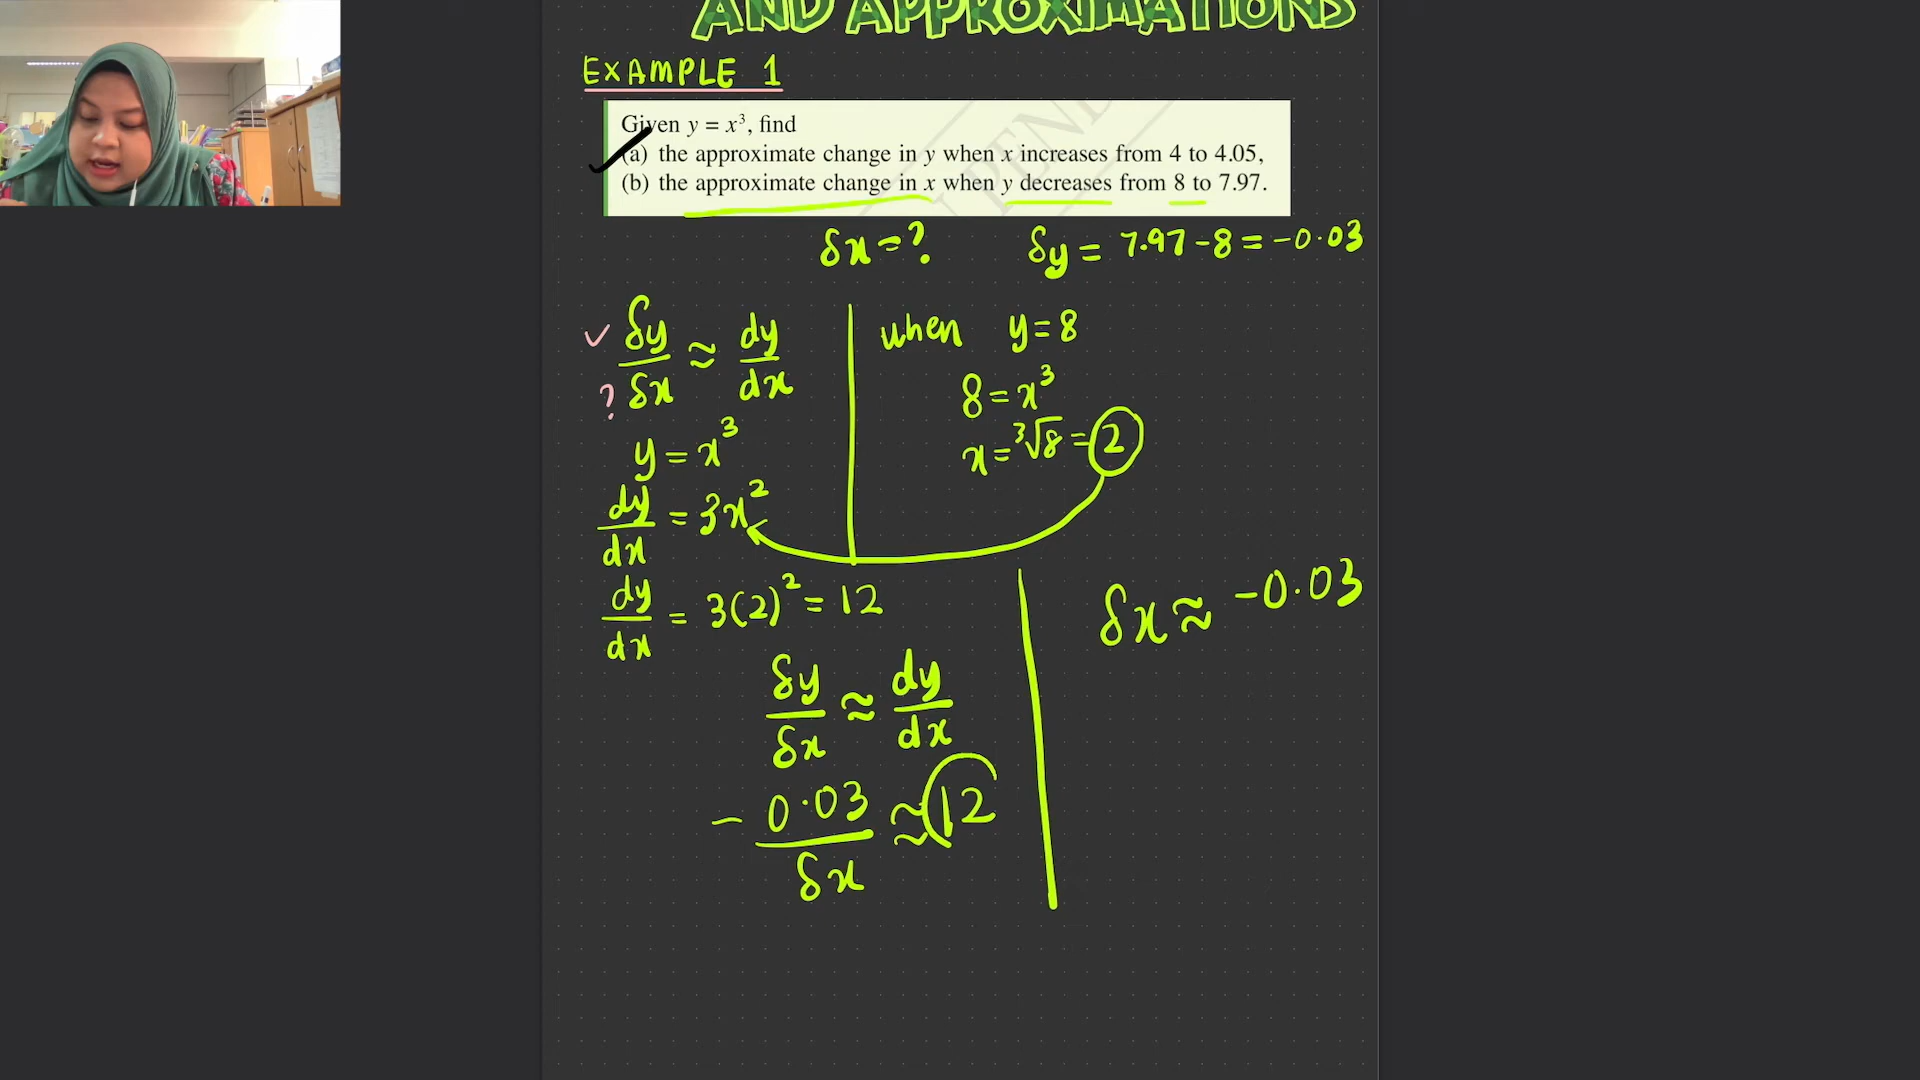 AND APPROXIMATIONS
EXAMPLE 1
Given y = x³, find
(a) the approximate change in y when x increases from 4 to 4.05,
(b) the approximate change in x when y decreases from 8 to 7.97.
δx = ? δy = 7.97 - 8 = -0.03
✓ δy/δx ≈ dy/dx
?
y = x³
dy/dx = 3x²
dy/dx = 3(2)² = 12
when y = 8
8 = x³
x = ³√8 = 2
δy/δx ≈ dy/dx
-0.03/δx ≈ 12
δx ≈ -0.03